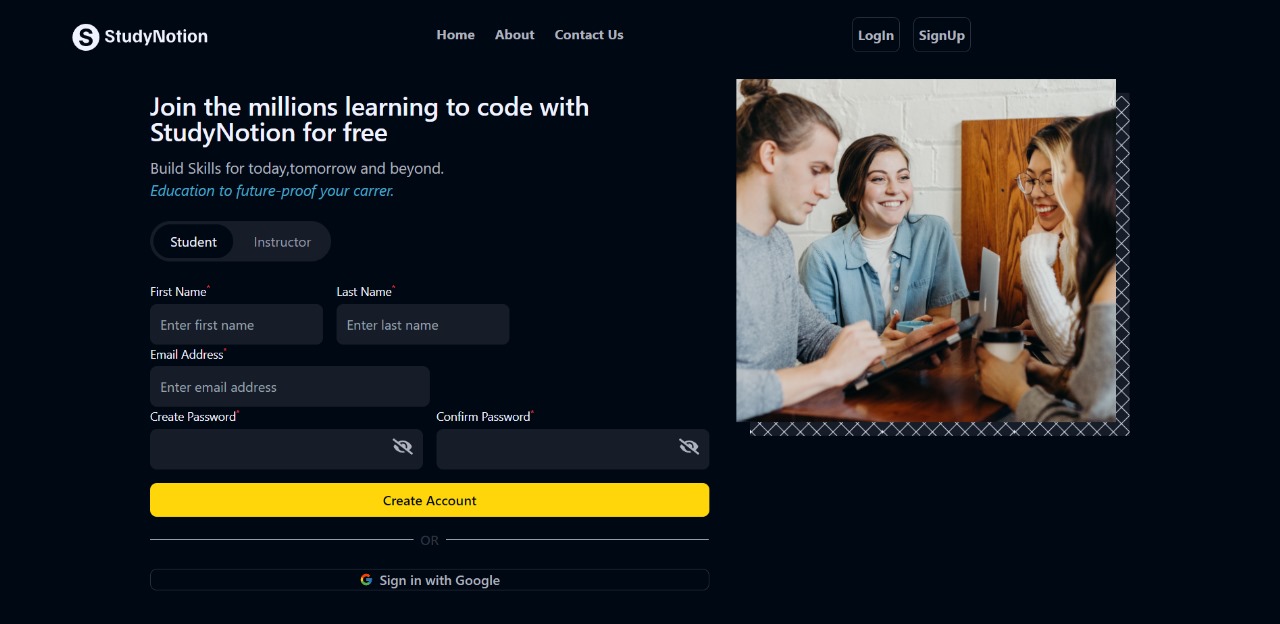 S StudyNotion
Home About Contact Us
LogIn SignUp
Join the millions learning to code with
StudyNotion for free
Build Skills for today,tomorrow and beyond.
Education to future-proof your carrer.
Student Instructor
First Name* Last Name*
Enter first name Enter last name
Email Address*
Enter email address
Create Password* Confirm Password*
Create Account
OR
G Sign in with Google